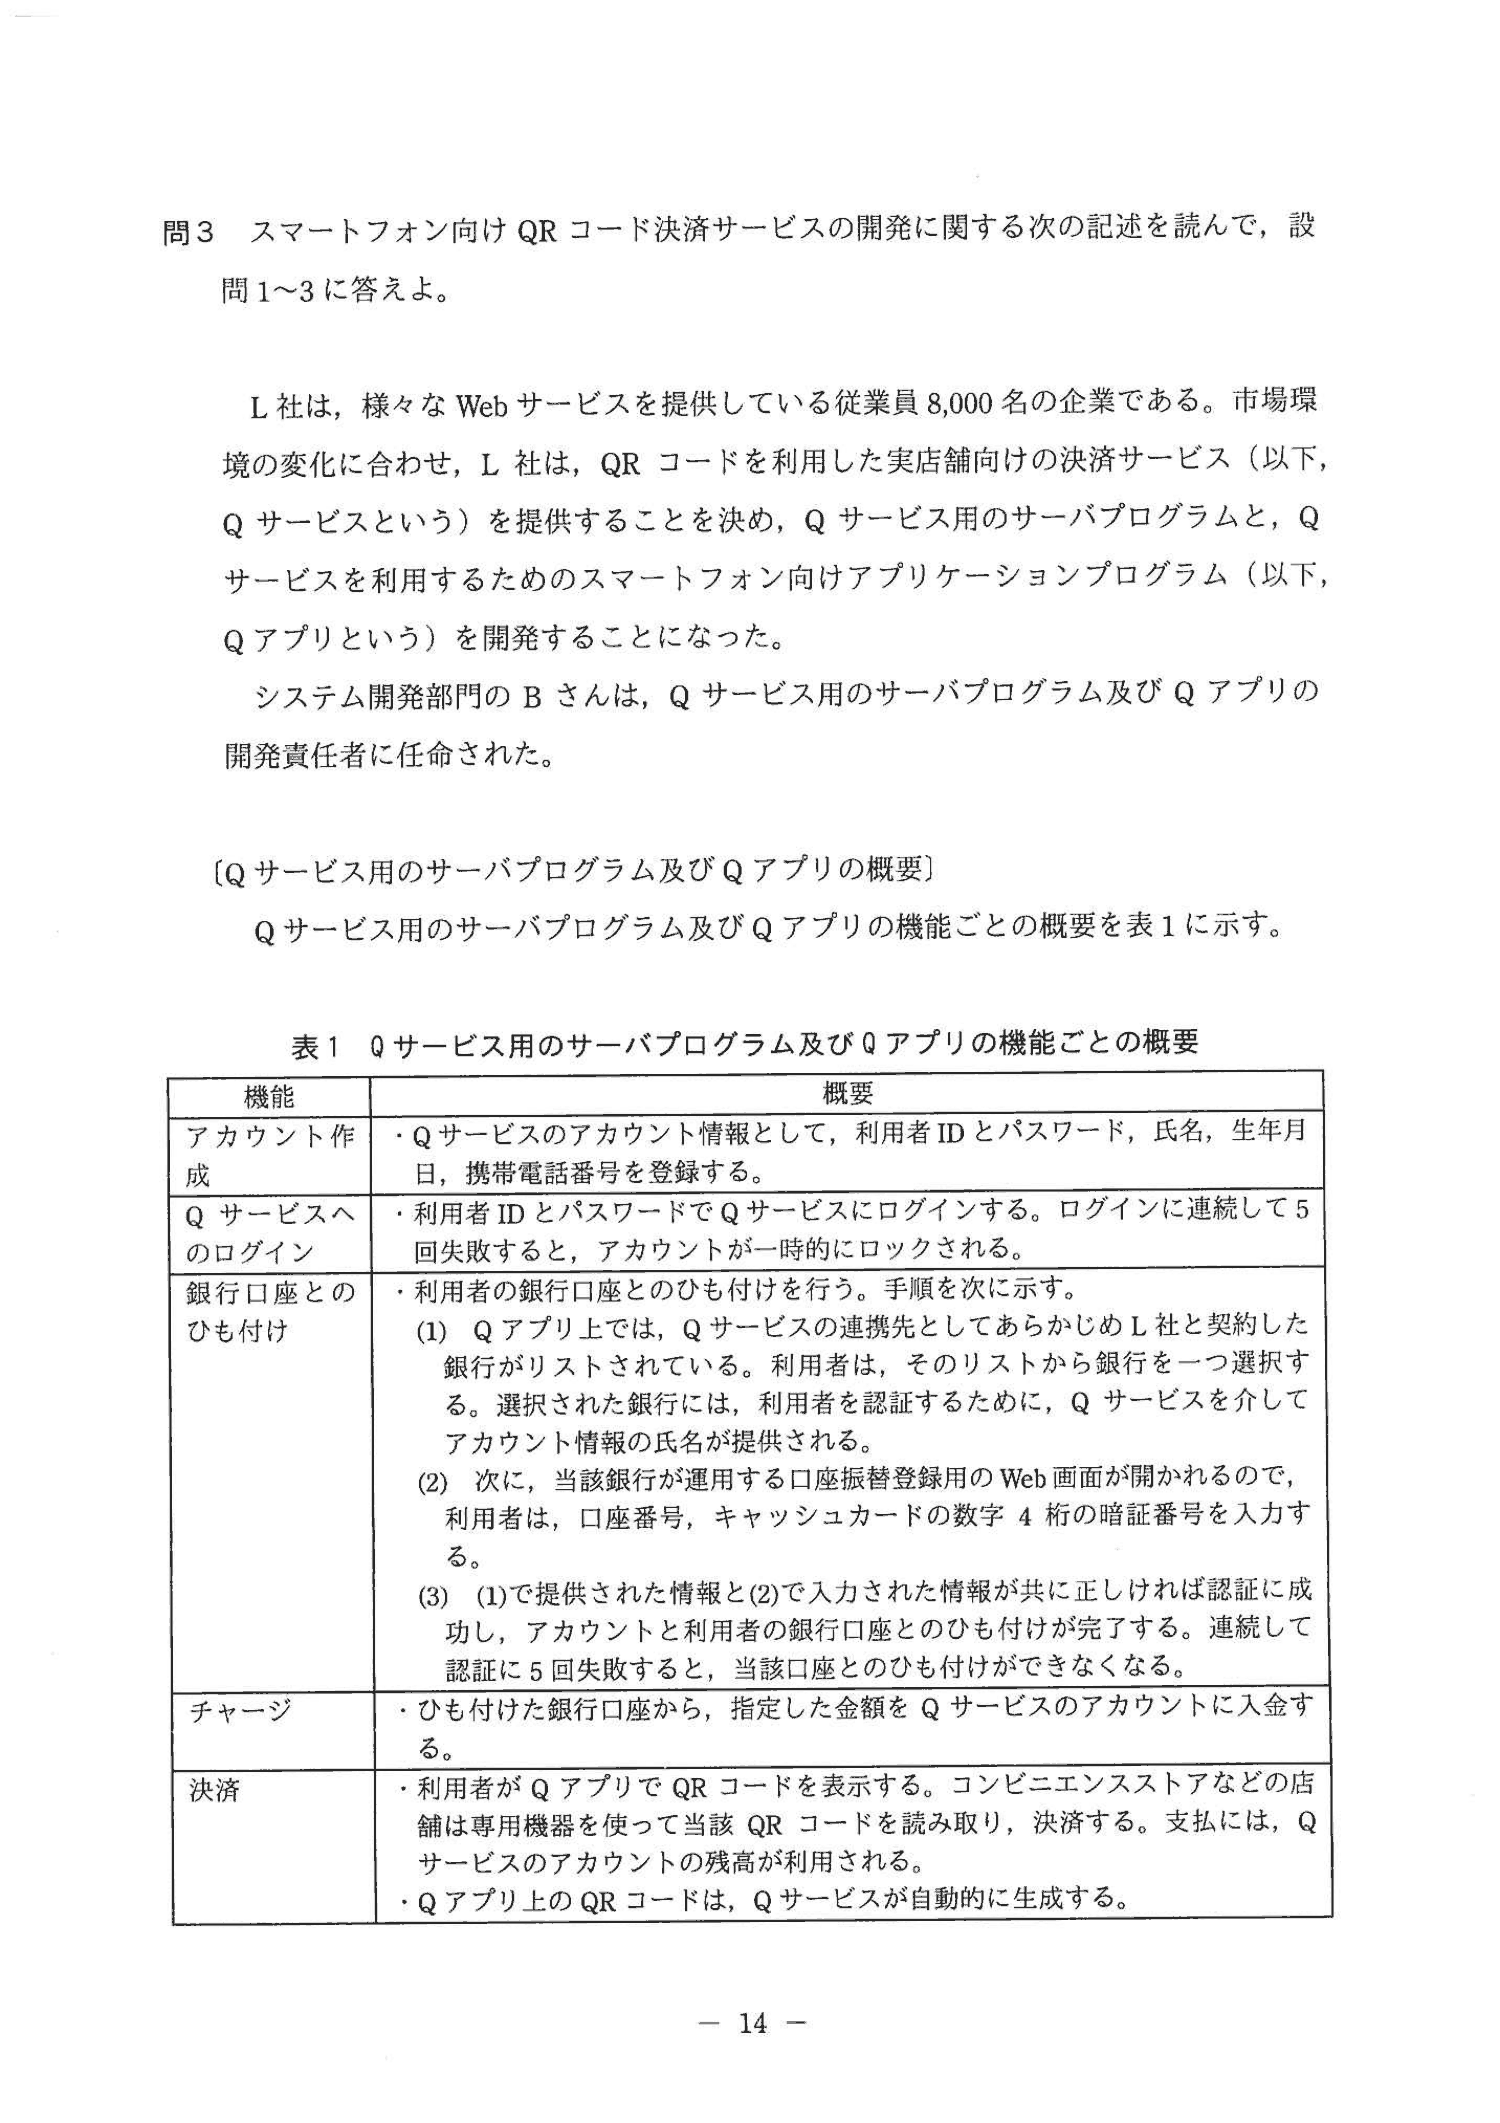 問3 スマートフォン向け QR コード決済サービスの開発に関する次の記述を読んで，設
問 1～3 に答えよ。
L 社は，様々な Web サービスを提供している従業員 8,000 名の企業である。市場環
境の変化に合わせ，L 社は，QR コードを利用した実店舗向けの決済サービス（以下，
Q サービスという）を提供することを決め，Q サービス用のサーバプログラムと，Q
サービスを利用するためのスマートフォン向けアプリケーションプログラム（以下，
Q アプリという）を開発することになった。
システム開発部門の B さんは，Q サービス用のサーバプログラム及び Q アプリの
開発責任者に任命された。
〔Q サービス用のサーバプログラム及び Q アプリの概要〕
Q サービス用のサーバプログラム及び Q アプリの機能ごとの概要を表 1 に示す。
表 1 Q サービス用のサーバプログラム及び Q アプリの機能ごとの概要
機能 概要
アカウント作
成
・Q サービスのアカウント情報として，利用者 ID とパスワード，氏名，生年月
日，携帯電話番号を登録する。
Q サービスへ
のログイン
・利用者 ID とパスワードで Q サービスにログインする。ログインに連続して 5
回失敗すると，アカウントが一時的にロックされる。
銀行口座との
ひも付け
・利用者の銀行口座とのひも付けを行う。手順を次に示す。
(1) Q アプリ上では，Q サービスの連携先としてあらかじめ L 社と契約した
銀行がリストされている。利用者は，そのリストから銀行を一つ選択す
る。選択された銀行には，利用者を認証するために，Q サービスを介して
アカウント情報の氏名が提供される。
(2) 次に，当該銀行が運用する口座振替登録用の Web 画面が開かれるので，
利用者は，口座番号，キャッシュカードの数字 4 桁の暗証番号を入力す
る。
(3) (1)で提供された情報と(2)で入力された情報が共に正しければ認証に成
功し，アカウントと利用者の銀行口座とのひも付けが完了する。連続して
認証に 5 回失敗すると，当該口座とのひも付けができなくなる。
チャージ
・ひも付けた銀行口座から，指定した金額を Q サービスのアカウントに入金す
る。
決済
・利用者が Q アプリで QR コードを表示する。コンビニエンスストアなどの店
舗は専用機器を使って当該 QR コードを読み取り，決済する。支払には，Q
サービスのアカウントの残高が利用される。
・Q アプリ上の QR コードは，Q サービスが自動的に生成する。
－ 14 －